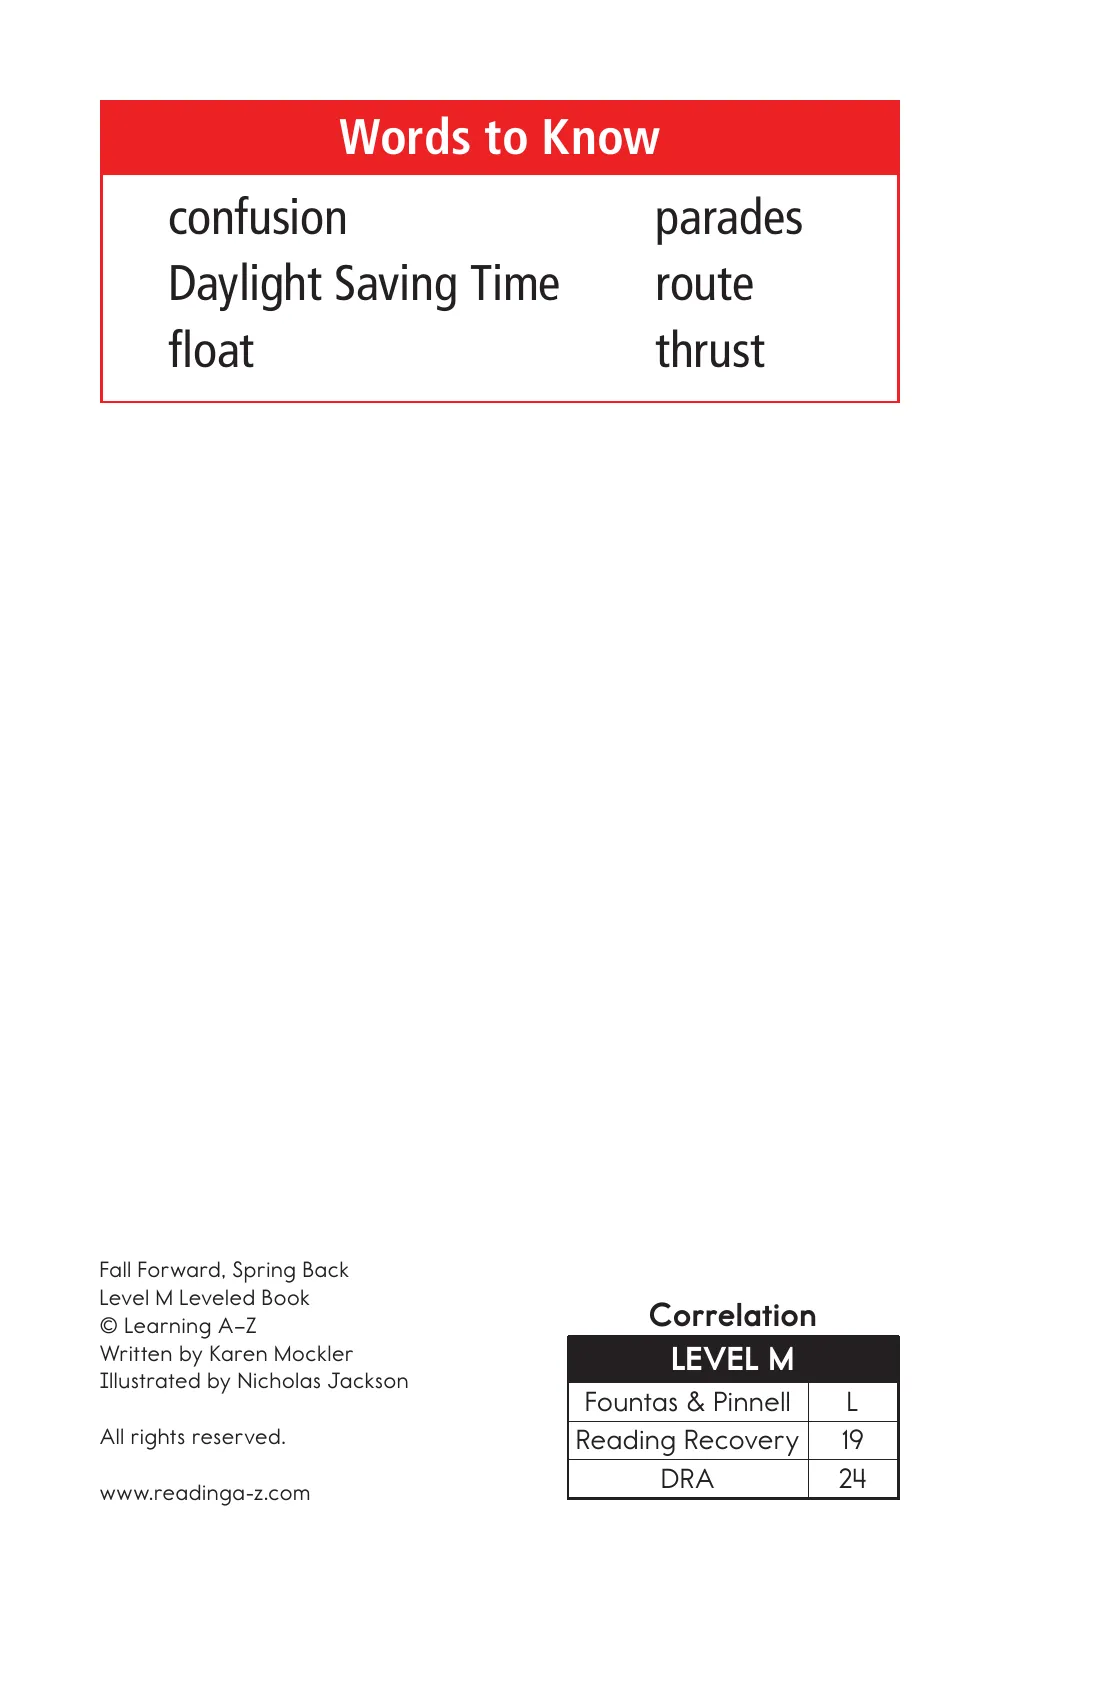 Words to Know
confusion parades
Daylight Saving Time route
float thrust
Fall Forward, Spring Back
Level M Leveled Book
© Learning A–Z
Written by Karen Mockler
Illustrated by Nicholas Jackson
All rights reserved.
www.readinga-z.com
Correlation
LEVEL M
Fountas & Pinnell L
Reading Recovery 19
DRA 24